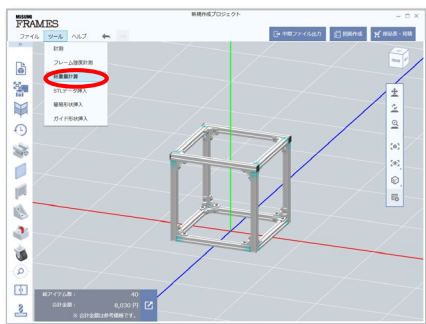 MISUMI
FRAMES
新規作成プロジェクト
ファイル ツール ヘルプ
中間ファイル出力
図面作成
部品表・見積
計測
フレーム強度計測
総重量計算
STLデータ挿入
簡易形状挿入
ガイド形状挿入
総アイテム数: 40
合計金額: 8,030 円
※ 合計金額は参考価格です。